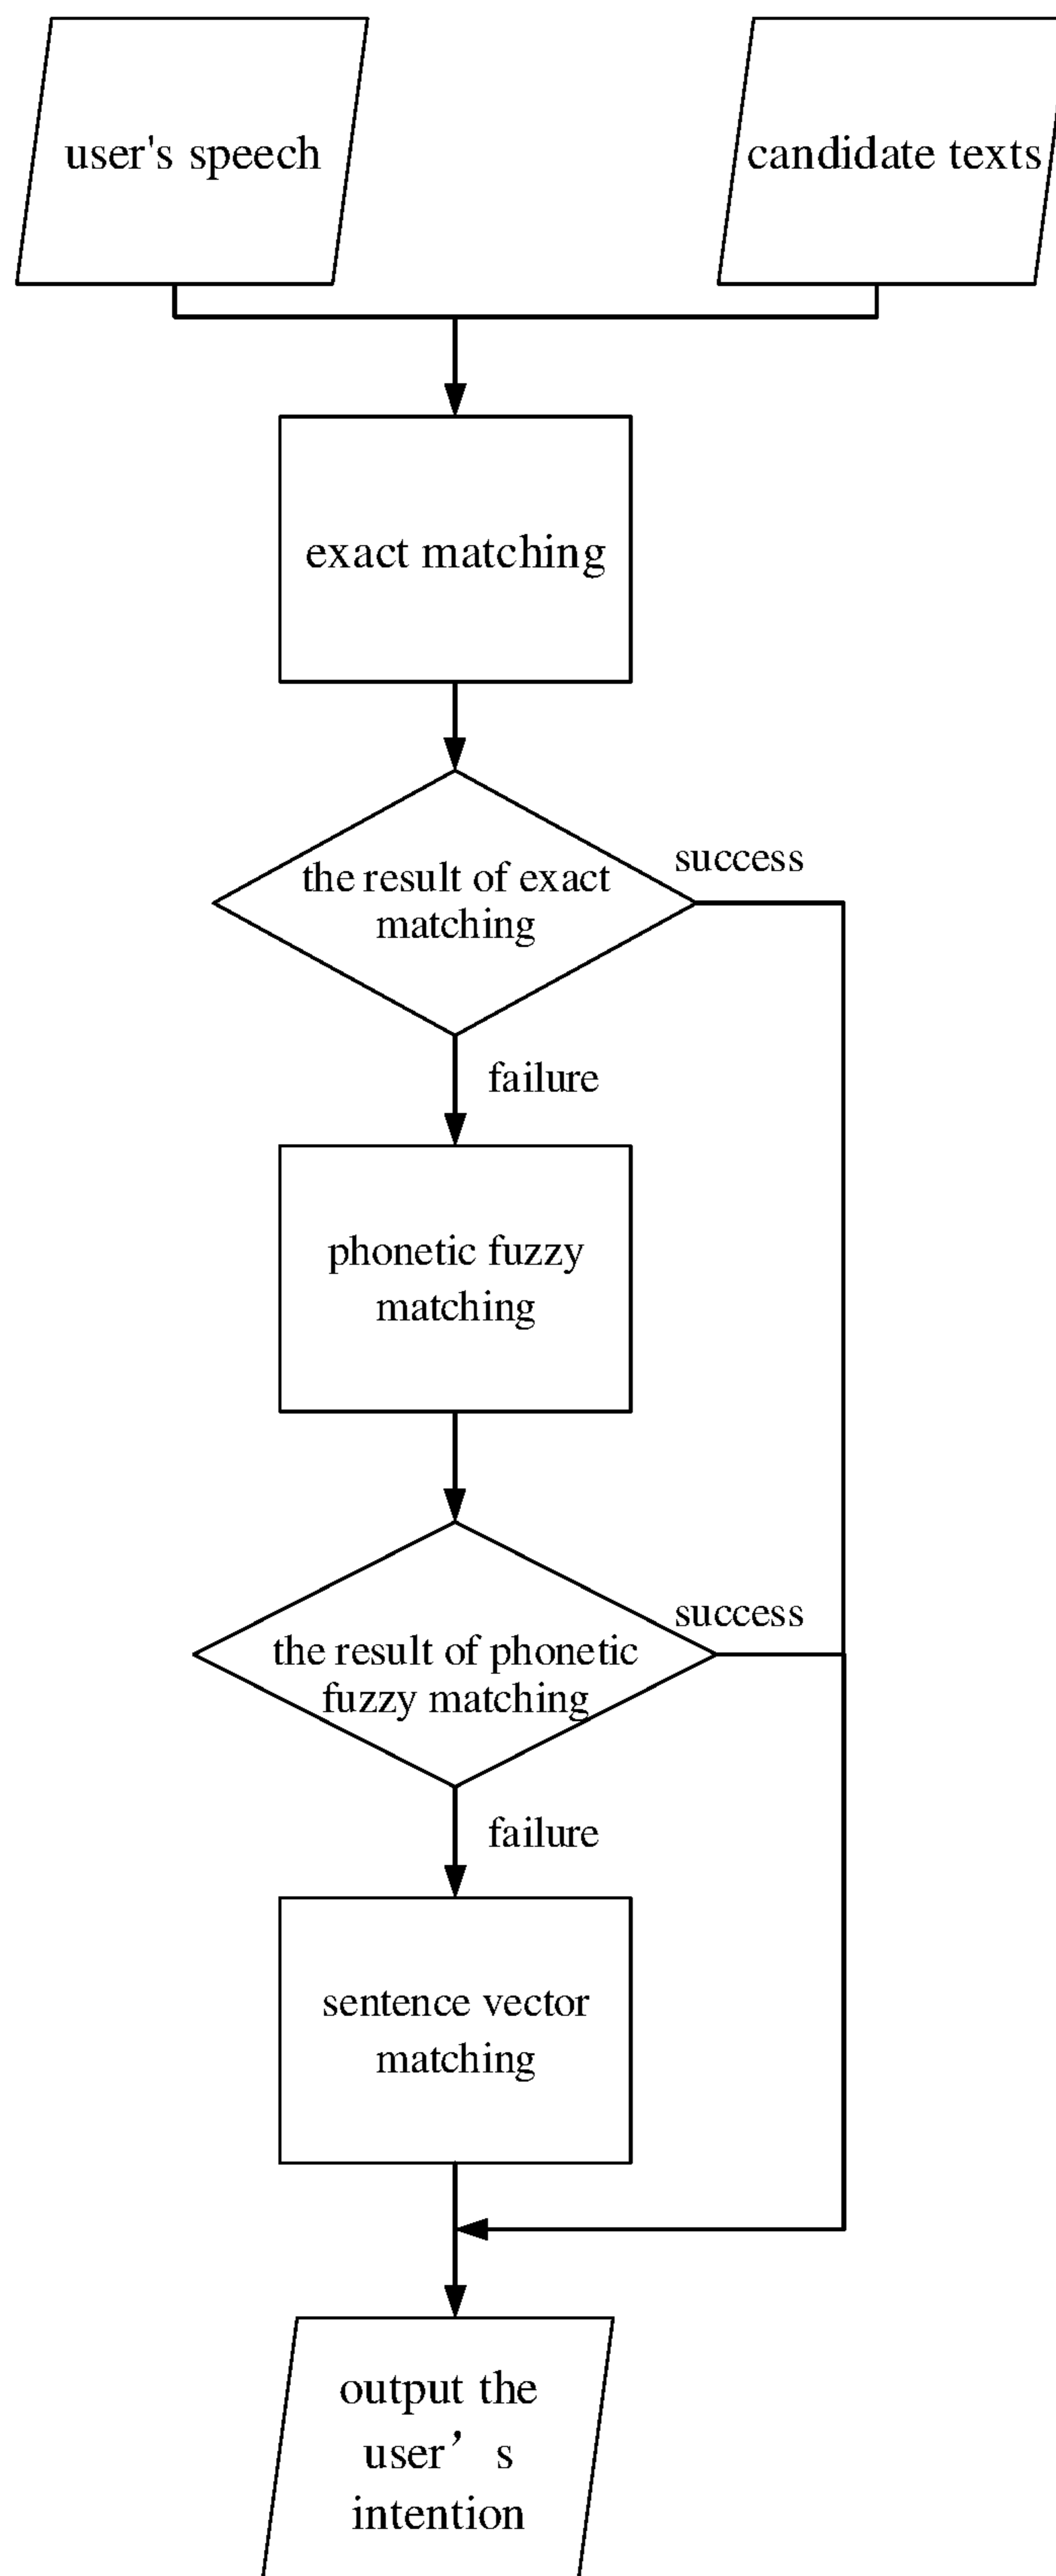 user's speech
candidate texts
exact matching
the result of exact
matching
success
failure
phonetic fuzzy
matching
the result of phonetic
fuzzy matching
success
failure
sentence vector
matching
output the
user’ s
intention